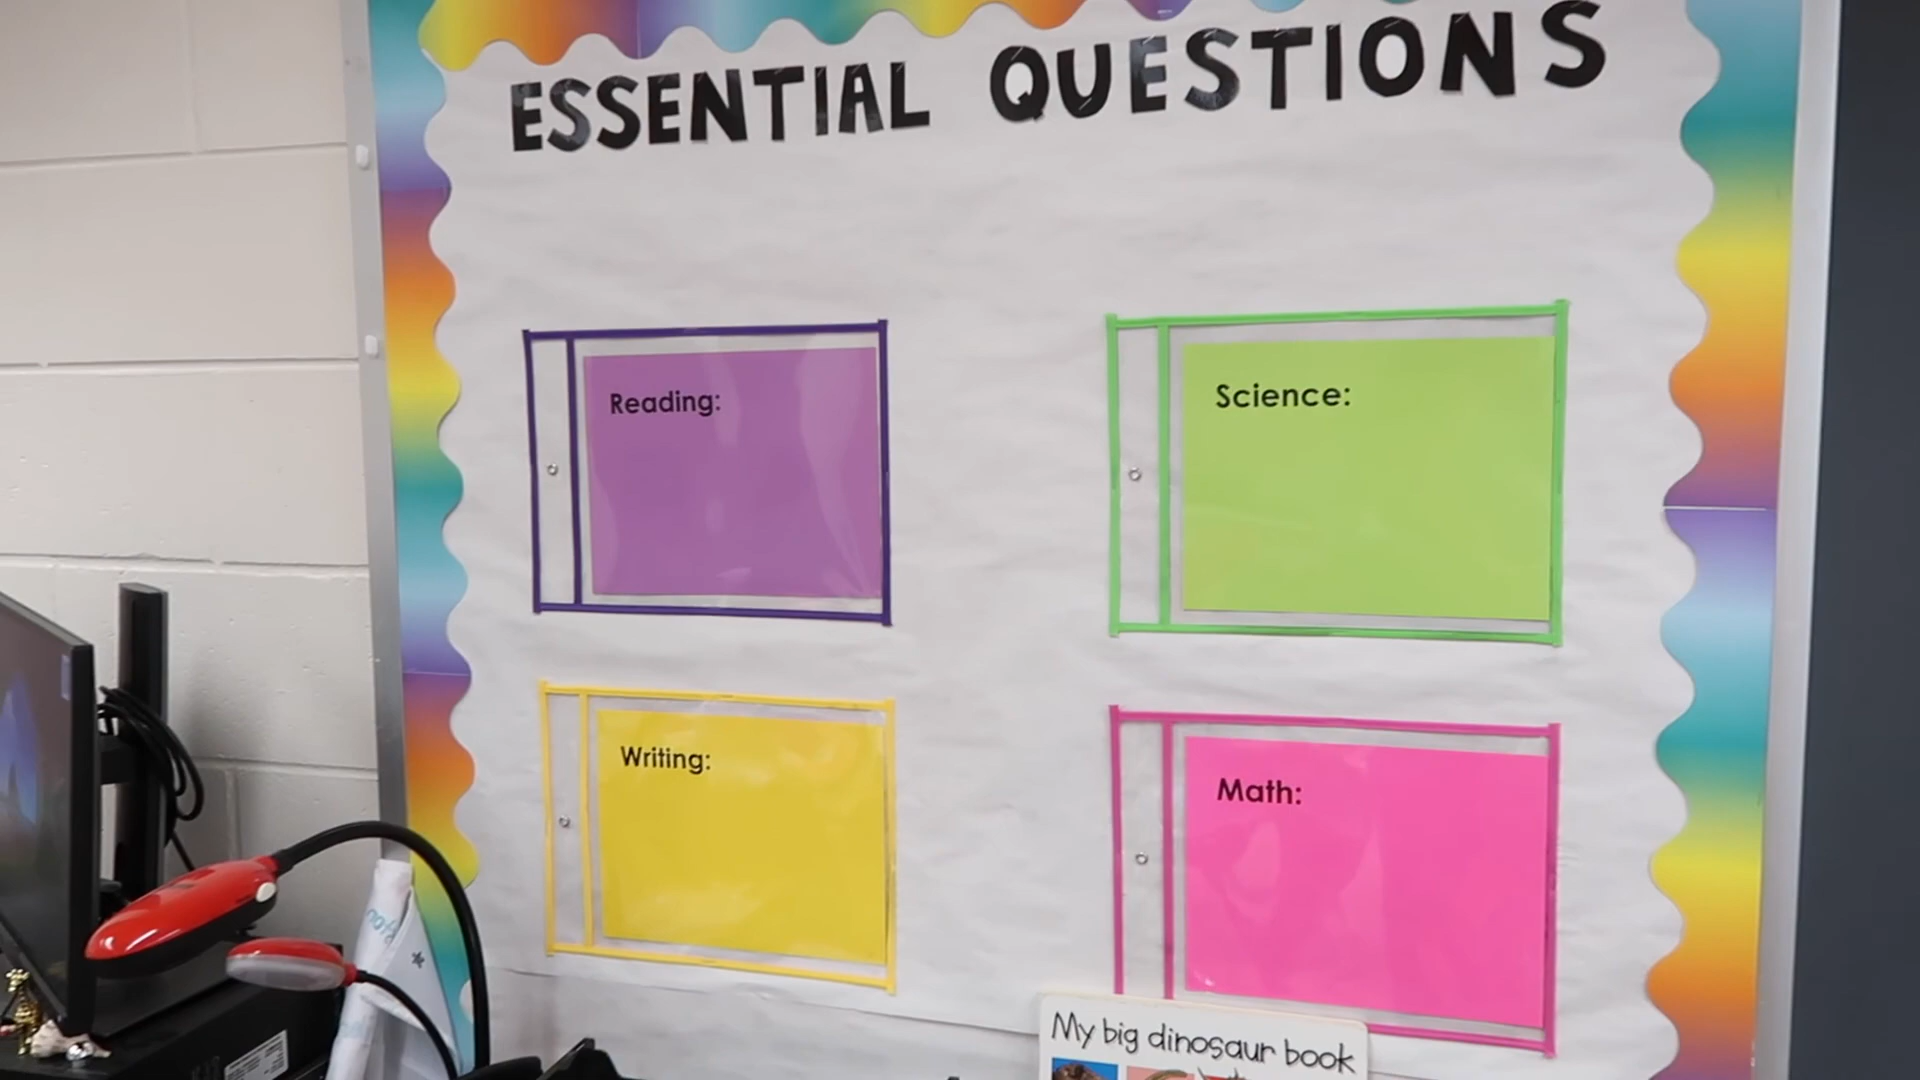 ESSENTIAL QUESTIONS
Reading:
Science:
Writing:
Math:
My big dinosaur book